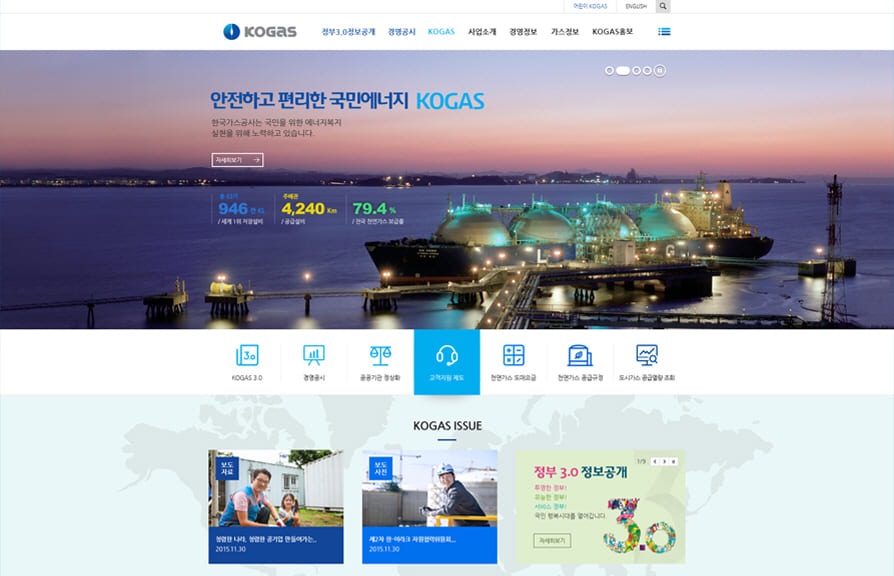 어린이 KOGAS
ENGLISH
KOGAS
정부3.0정보공개
경영공시
KOGAS
사업소개
경영정보
가스정보
KOGAS홍보
안전하고 편리한 국민에너지 KOGAS
한국가스공사는 국민을 위한 에너지복지
실현을 위해 노력하고 있습니다.
자세히보기
946
주배관
4,240 Km
79.4 %
/ 세계 1위 저장설비
/ 공급설비
/ 전국 천연가스 보급률
L G
KOGAS 3.0
경영공시
공공기관 정상화
고객지원 제도
천연가스 도매요금
천연가스 공급규정
도시가스 공급열량 조회
KOGAS ISSUE
보도
자료
청렴한 나라, 청렴한 공기업 만들어가는..
2015.11.30
보도
사진
제2차 한-이라크 자원협력위원회...
2015.11.30
1/9
정부 3.0 정보공개
투명한 정부!
유능한 정부!
서비스 정부!
국민 행복시대를 열어갑니다.
자세히보기
3.0